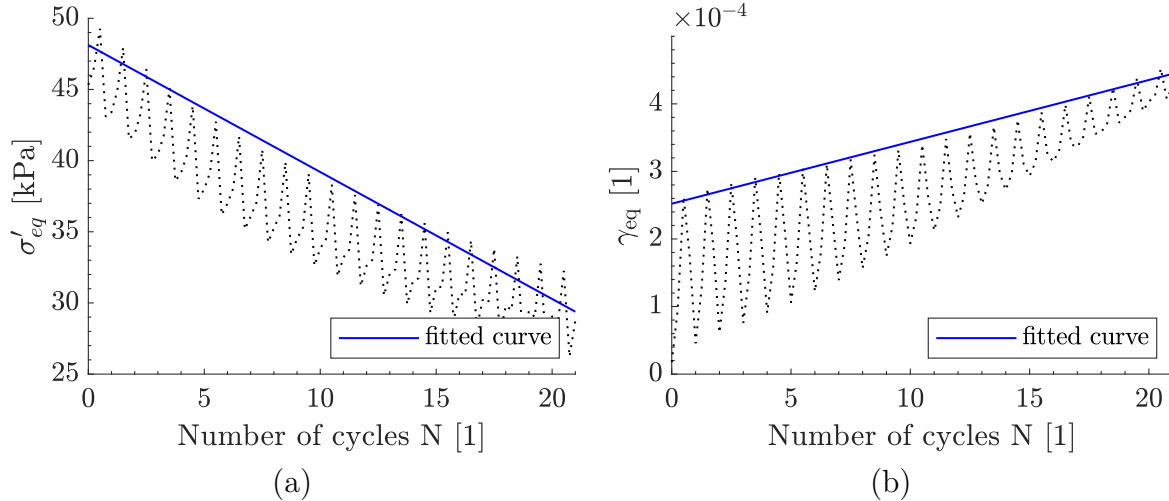 50
45
40
35
30
25
0
5
10
15
20
σ′eq [kPa]
Number of cycles N [1]
fitted curve
(a)
×10⁻⁴
4
3
2
1
0
0
5
10
15
20
γeq [1]
Number of cycles N [1]
fitted curve
(b)